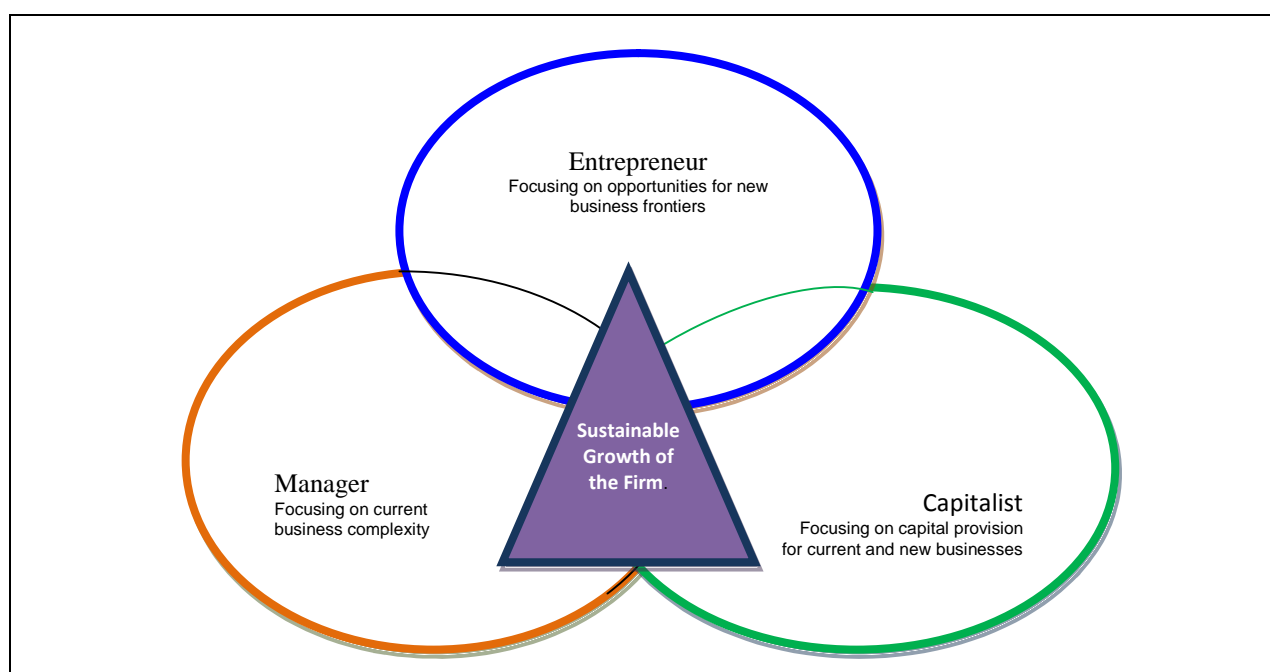 Entrepreneur
Focusing on opportunities for new
business frontiers
Sustainable
Growth of
the Firm.
Manager
Focusing on current
business complexity
Capitalist
Focusing on capital provision
for current and new businesses